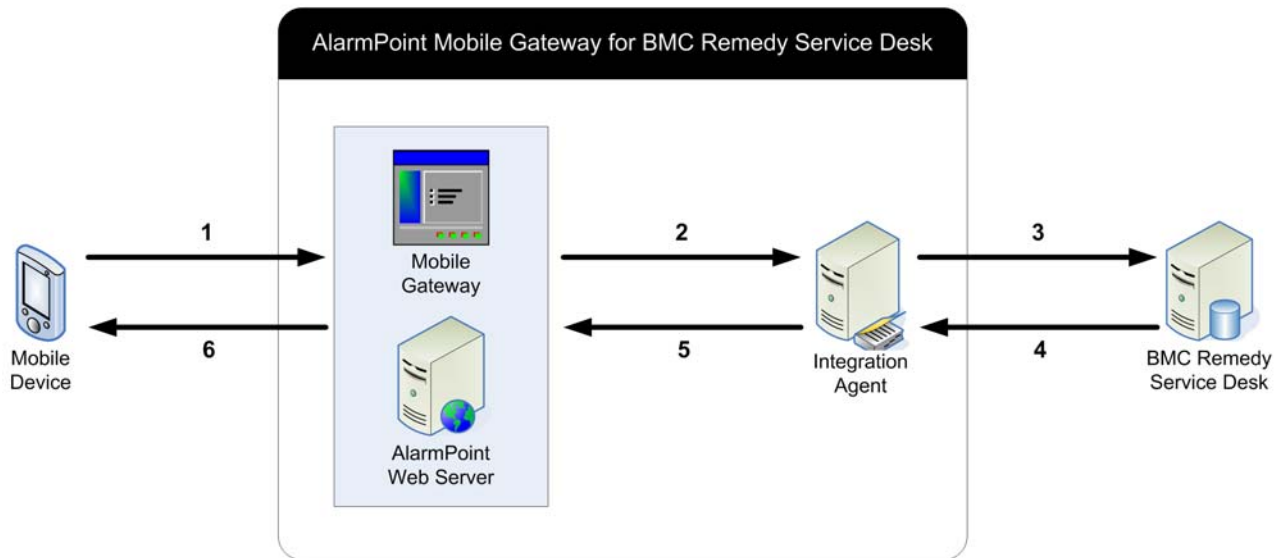 AlarmPoint Mobile Gateway for BMC Remedy Service Desk
1
2
3
Mobile
Gateway
6
5
4
Mobile
Device
Integration
Agent
BMC Remedy
Service Desk
AlarmPoint
Web Server